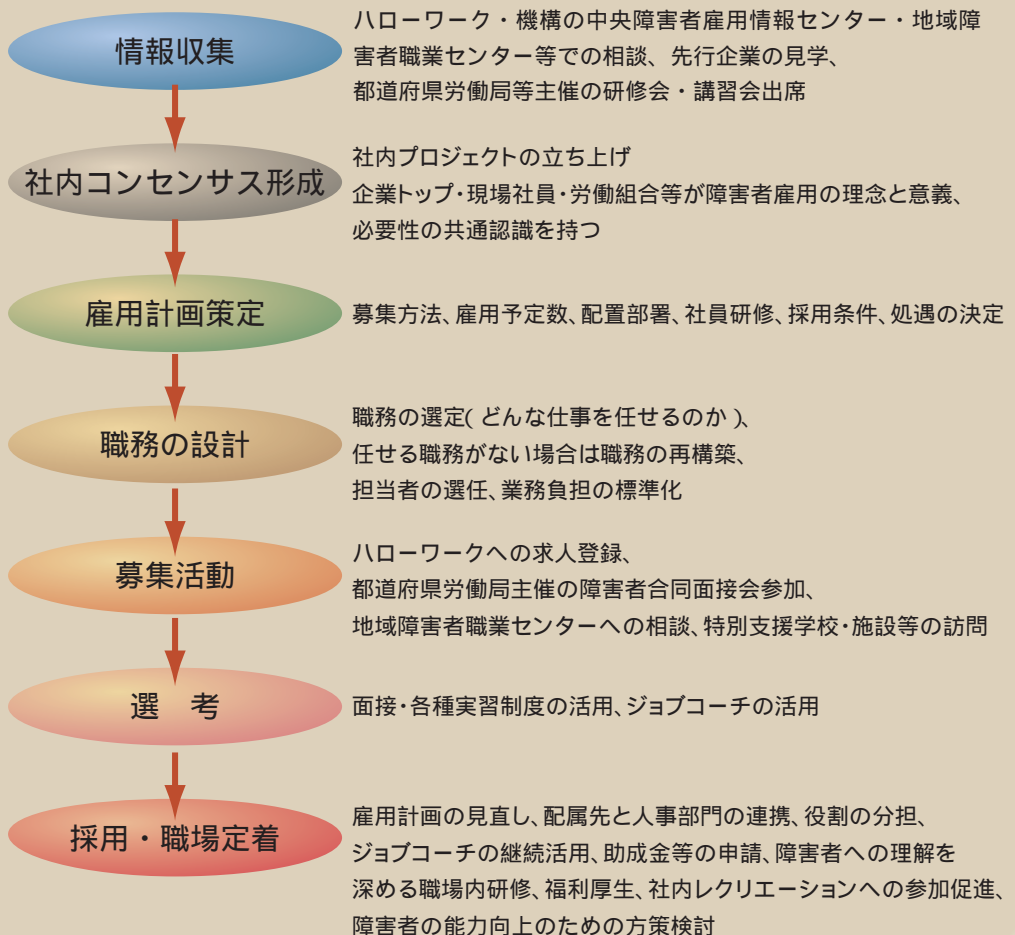 情報収集
ハローワーク・機構の中央障害者雇用情報センター・地域障
害者職業センター等での相談、先行企業の見学、
都道府県労働局等主催の研修会・講習会出席
社内コンセンサス形成
社内プロジェクトの立ち上げ
企業トップ・現場社員・労働組合等が障害者雇用の理念と意義、
必要性の共通認識を持つ
雇用計画策定
募集方法、雇用予定数、配置部署、社員研修、採用条件、処遇の決定
職務の設計
職務の選定(どんな仕事を任せるのか)、
任せる職務がない場合は職務の再構築、
担当者の選任、業務負担の標準化
募集活動
ハローワークへの求人登録、
都道府県労働局主催の障害者合同面接会参加、
地域障害者職業センターへの相談、特別支援学校・施設等の訪問
選 考
面接・各種実習制度の活用、ジョブコーチの活用
採用・職場定着
雇用計画の見直し、配属先と人事部門の連携、役割の分担、
ジョブコーチの継続活用、助成金等の申請、障害者への理解を
深める職場内研修、福利厚生、社内レクリエーションへの参加促進、
障害者の能力向上のための方策検討